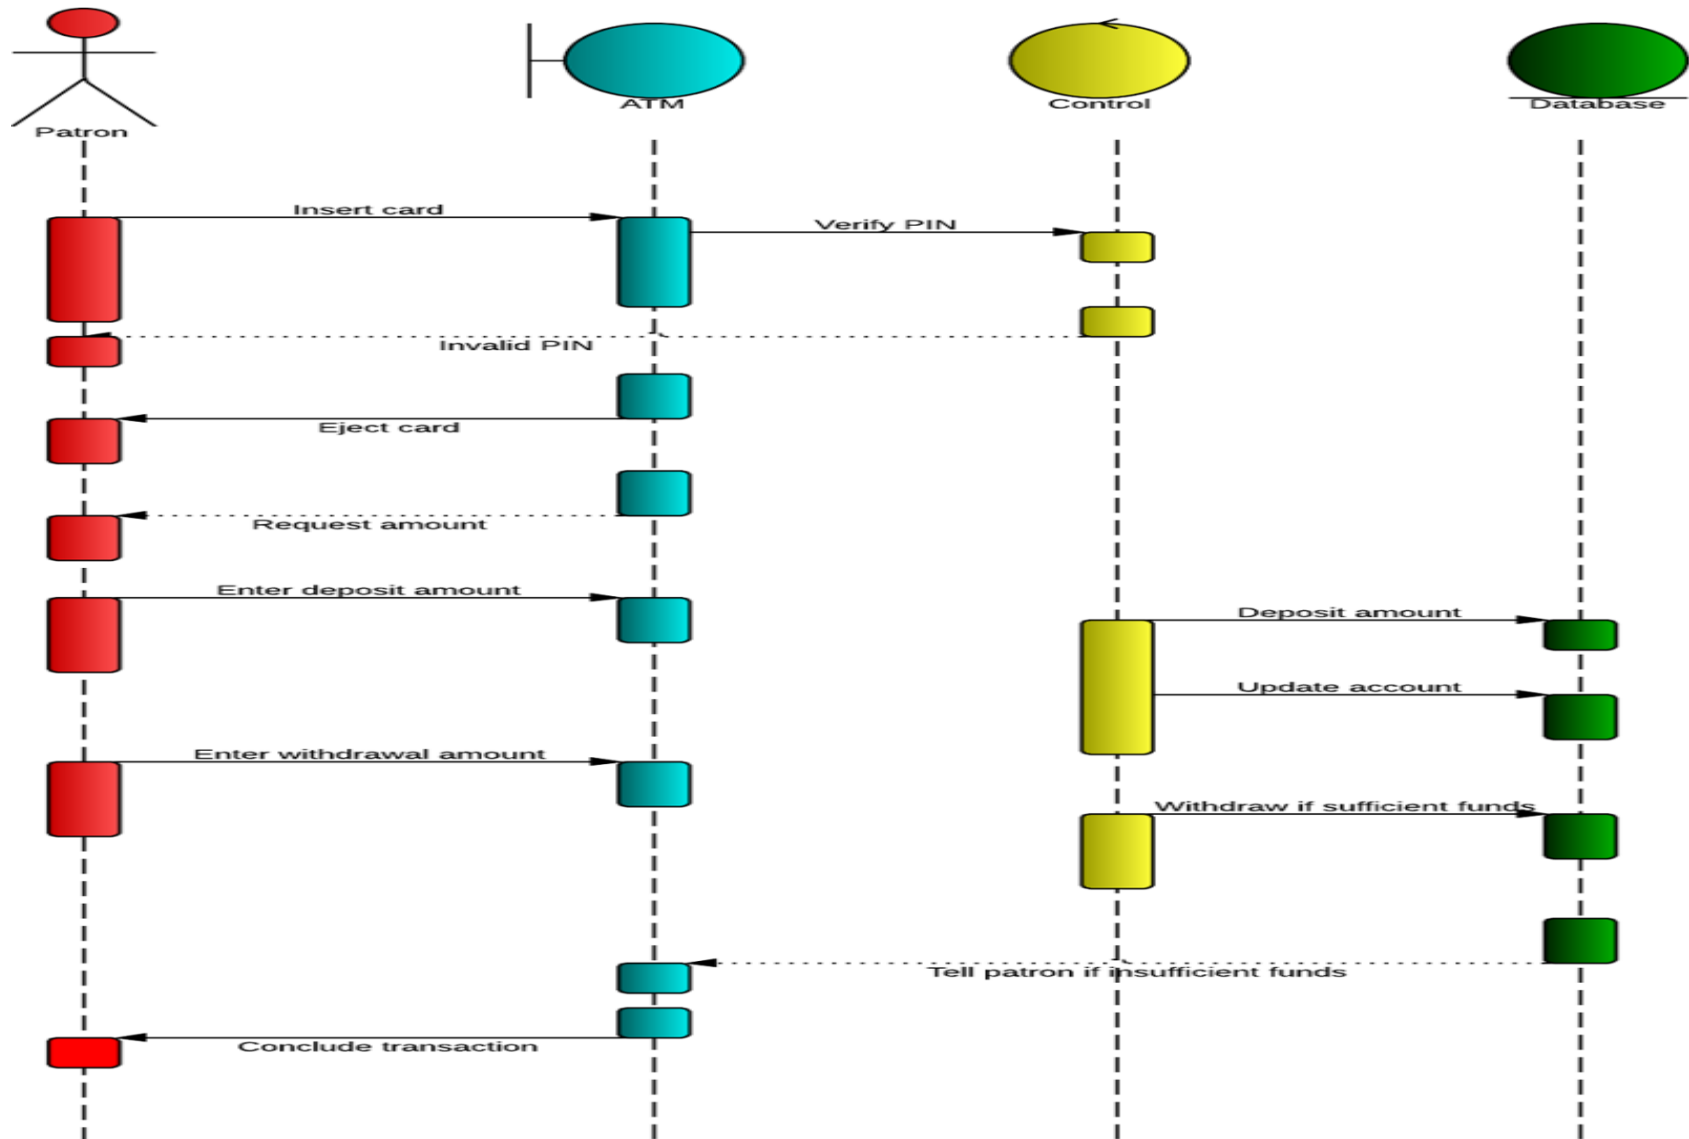 Patron
ATM
Control
Database
Insert card
Verify PIN
Invalid PIN
Eject card
Request amount
Enter deposit amount
Deposit amount
Update account
Enter withdrawal amount
Withdraw if sufficient funds
Tell patron if insufficient funds
Conclude transaction